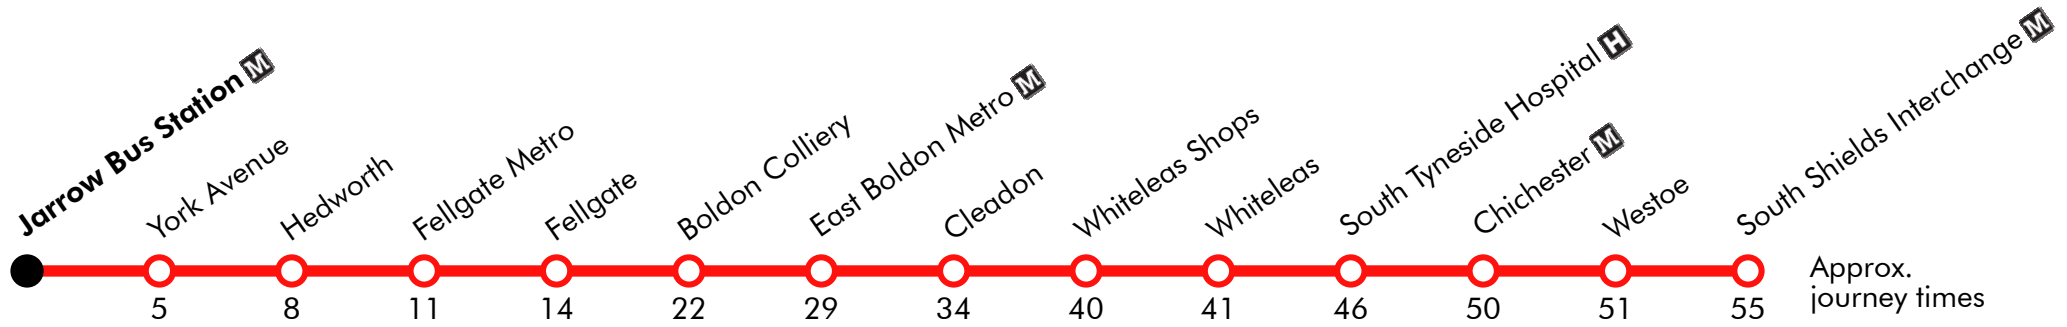 Jarrow Bus Station M
York Avenue
Hedworth
Fellgate Metro
Fellgate
Boldon Colliery
East Boldon Metro M
Cleadon
Whiteleas Shops
Whiteleas
South Tyneside Hospital H
Chichester M
Westoe
South Shields Interchange M
5 8 11 14 22 29 34 40 41 46 50 51 55
Approx.
journey times